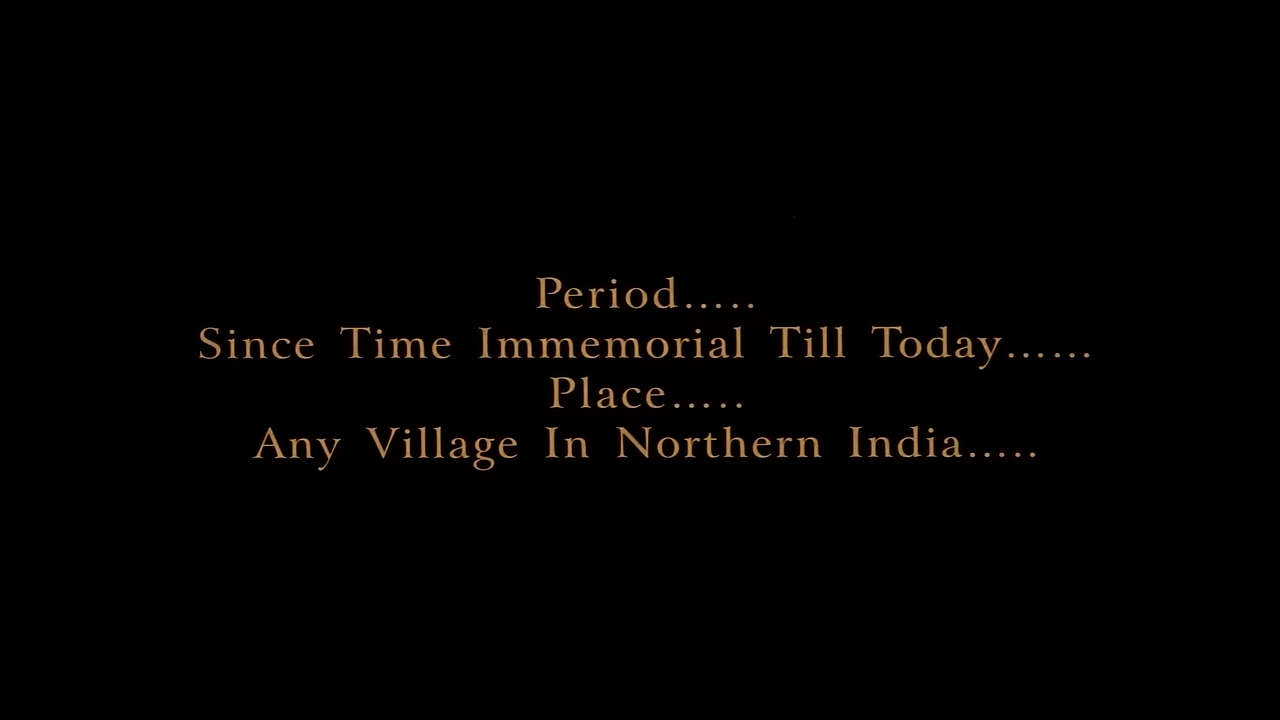 Period.....
Since Time Immemorial Till Today......
Place.....
Any Village In Northern India.....